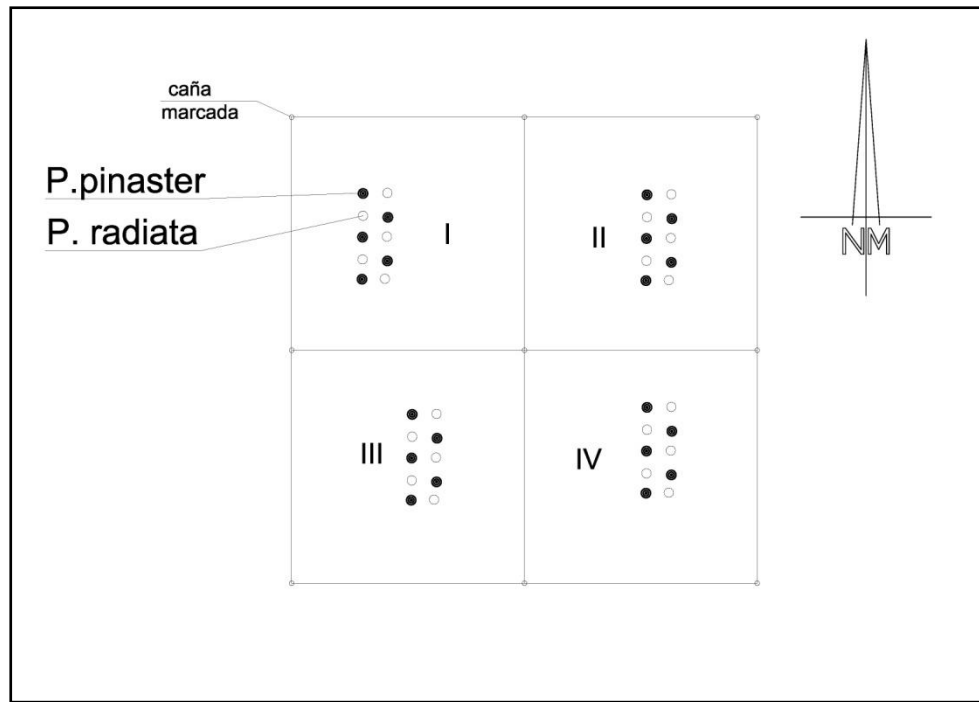 caña
marcada
P.pinaster
P. radiata
I
II
NM
III
IV